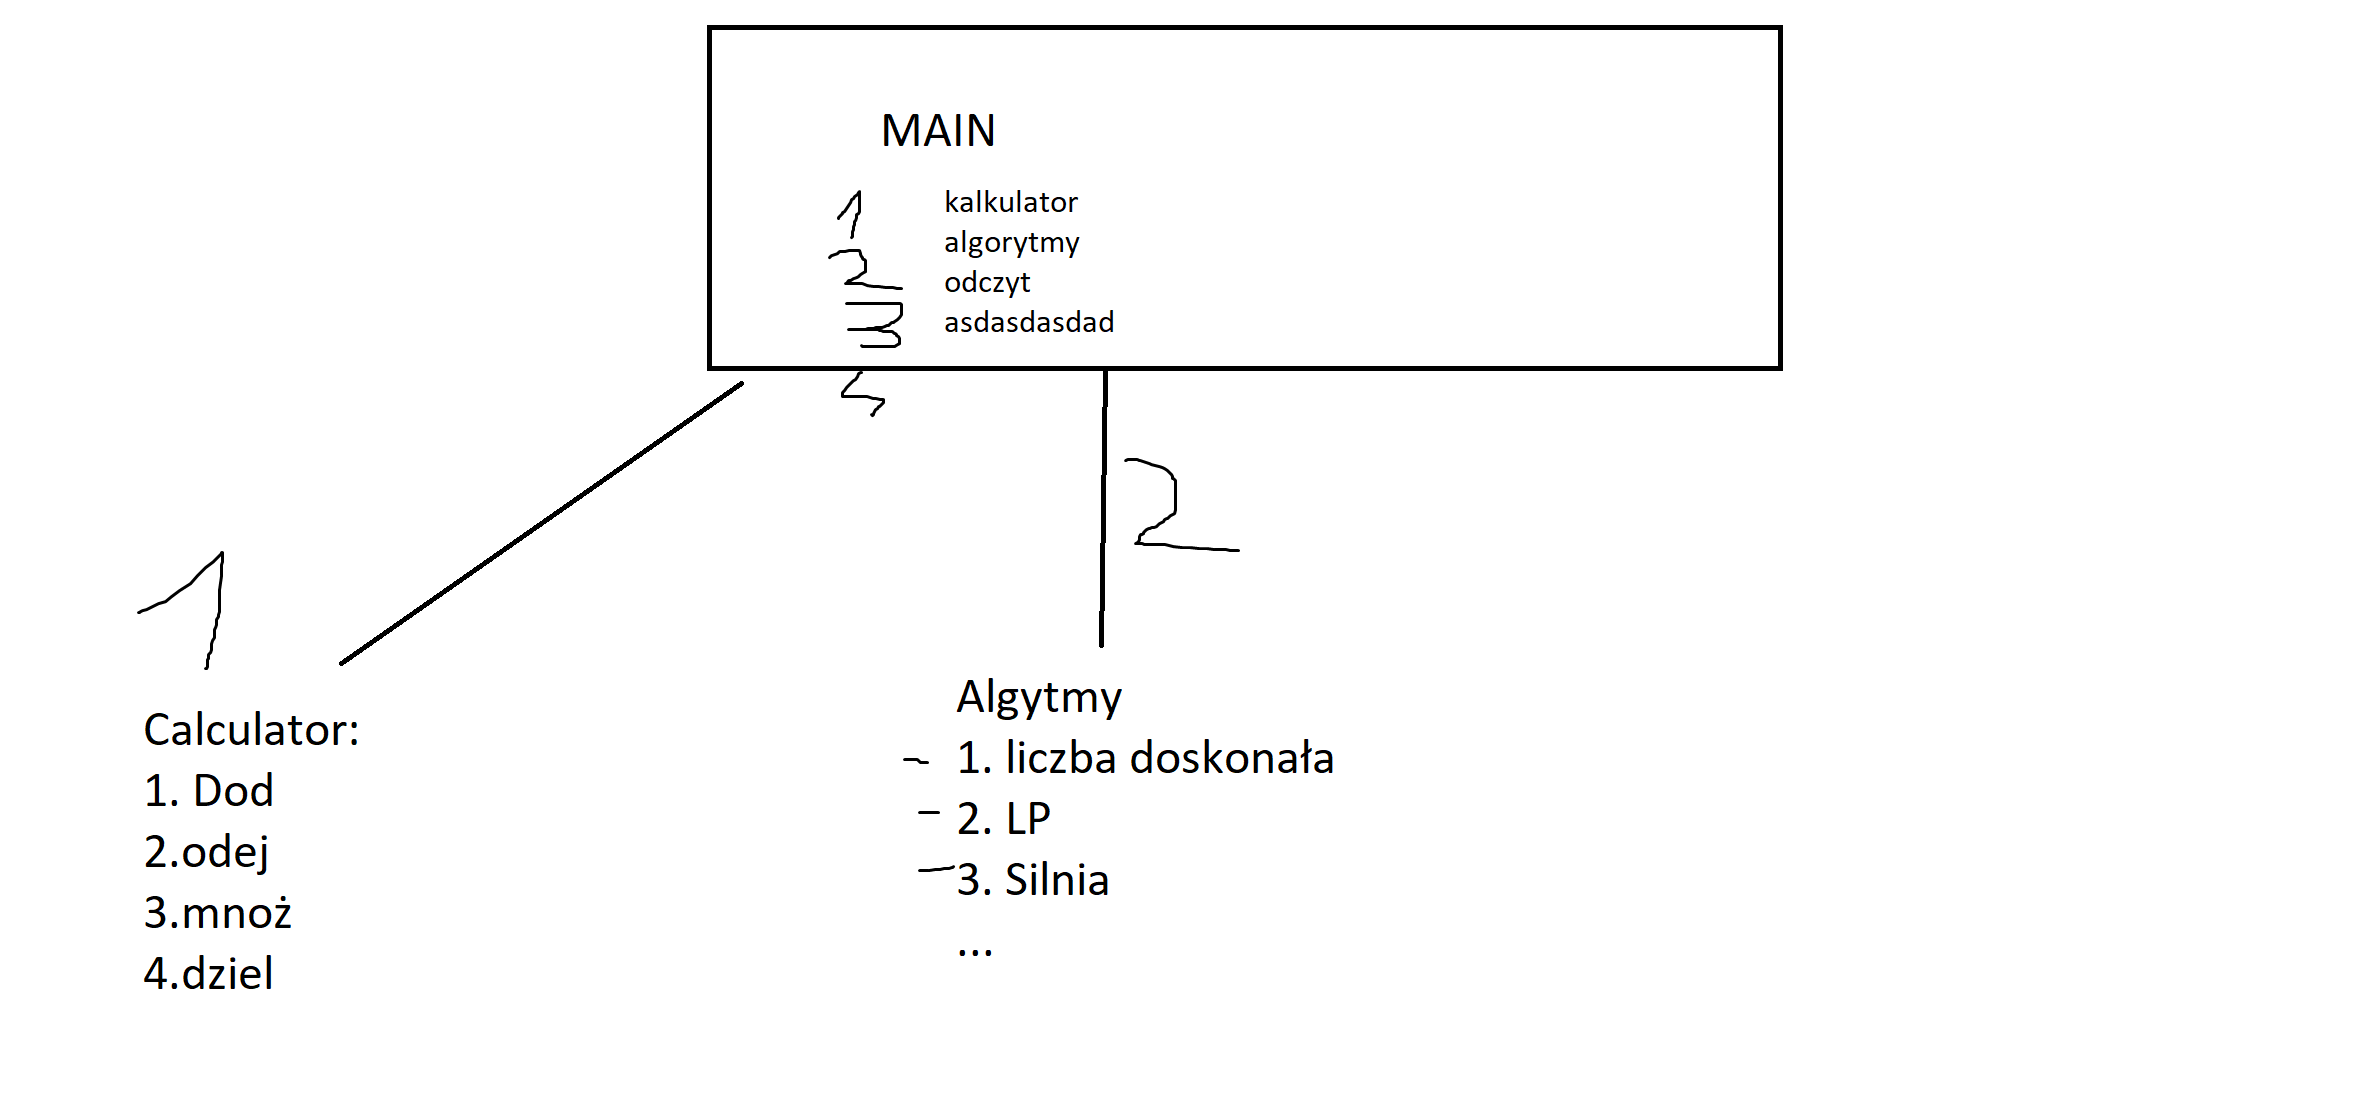 MAIN
1 kalkulator
2 algorytmy
3 odczyt
4 asdasdasdad
1
2
Calculator:
1. Dod
2.odej
3.mnoż
4.dziel
Algytmy
1. liczba doskonała
2. LP
3. Silnia
...